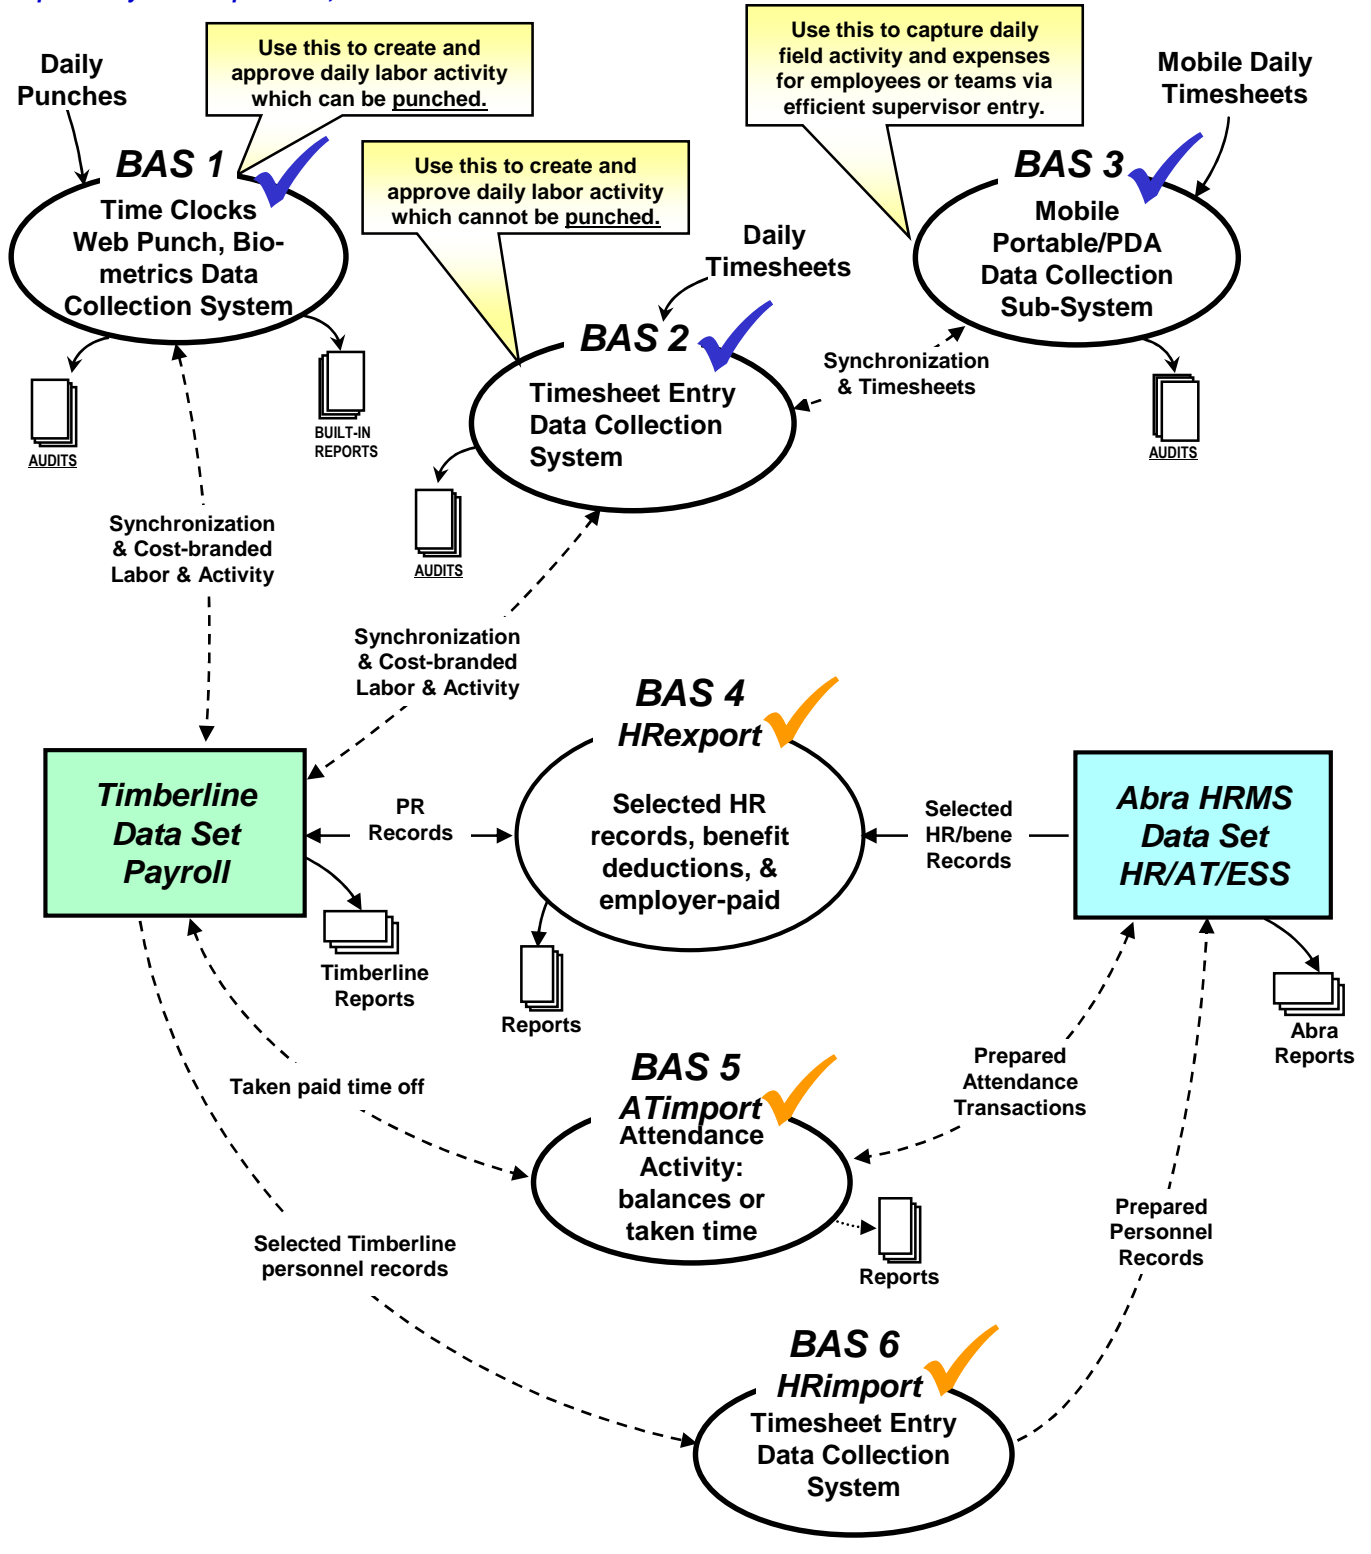 Use this to create and
approve daily labor activity
which can be punched.
Use this to capture daily
field activity and expenses
for employees or teams via
efficient supervisor entry.
Daily
Punches
Mobile Daily
Timesheets
BAS 1
Time Clocks
Web Punch, Bio-
metrics Data
Collection System
Use this to create and
approve daily labor activity
which cannot be punched.
BAS 3
Mobile
Portable/PDA
Data Collection
Sub-System
Daily
Timesheets
BAS 2
Timesheet Entry
Data Collection
System
Synchronization
& Timesheets
AUDITS
BUILT-IN
REPORTS
AUDITS
AUDITS
Synchronization
& Cost-branded
Labor & Activity
Synchronization
& Cost-branded
Labor & Activity
BAS 4
HRexport
Selected HR
records, benefit
deductions, &
employer-paid
Timberline
Data Set
Payroll
PR
Records
Selected
HR/bene
Records
Abra HRMS
Data Set
HR/AT/ESS
Timberline
Reports
Reports
Abra
Reports
Taken paid time off
BAS 5
ATimport
Attendance
Activity:
balances or
taken time
Prepared
Attendance
Transactions
Reports
Selected Timberline
personnel records
Prepared
Personnel
Records
BAS 6
HRimport
Timesheet Entry
Data Collection
System